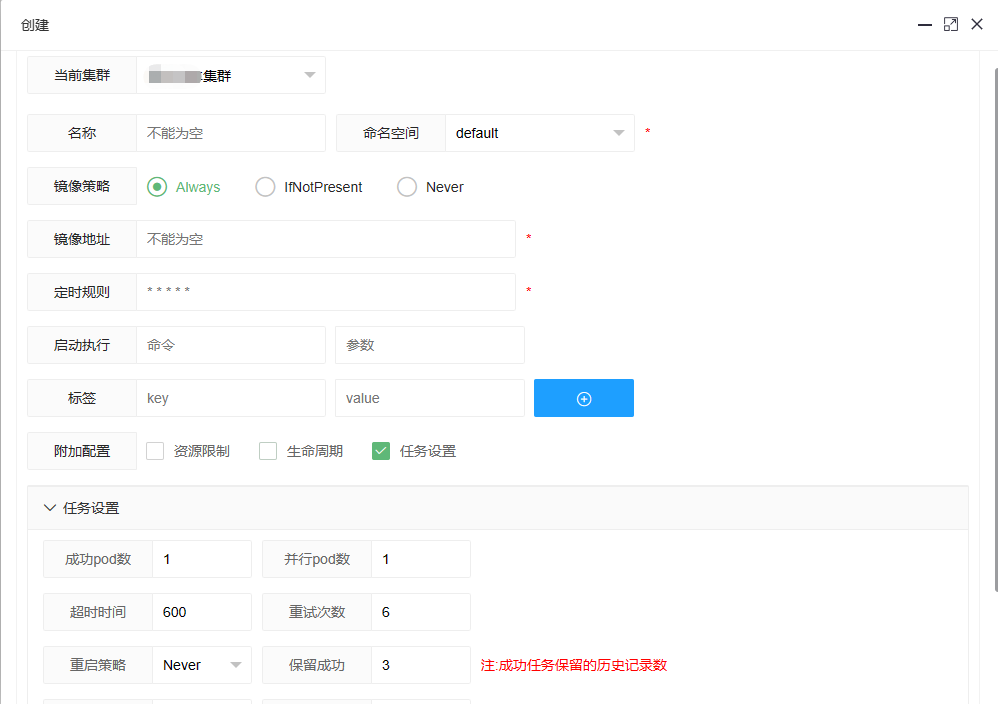 创建
当前集群 集群
名称 不能为空 命名空间 default *
镜像策略 Always IfNotPresent Never
镜像地址 不能为空 *
定时规则 * * * * * *
启动执行 命令 参数
标签 key value
附加配置 资源限制 生命周期 任务设置
任务设置
成功pod数 1 并行pod数 1
超时时间 600 重试次数 6
重启策略 Never 保留成功 3 注:成功任务保留的历史记录数